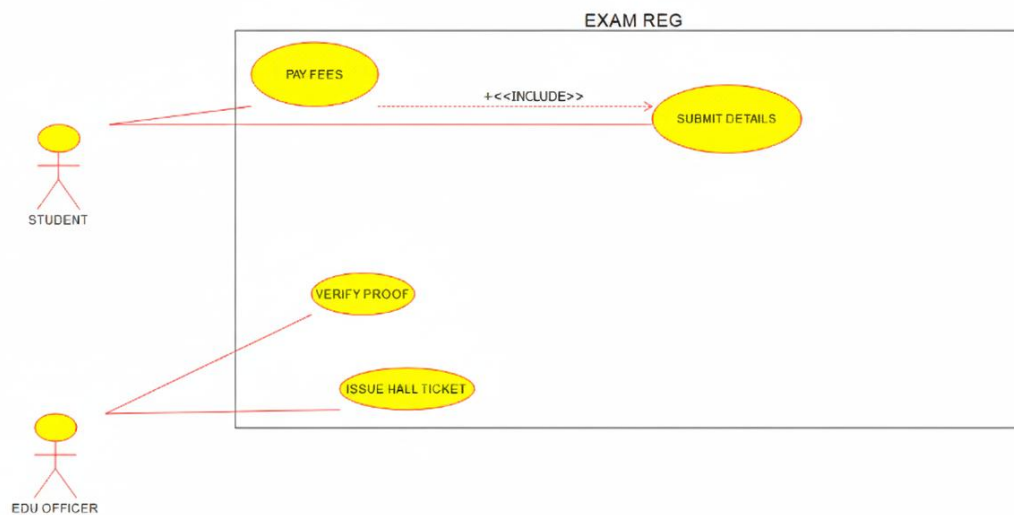 EXAM REG
PAY FEES
+<<INCLUDE>>
SUBMIT DETAILS
STUDENT
VERIFY PROOF
ISSUE HALL TICKET
EDU OFFICER